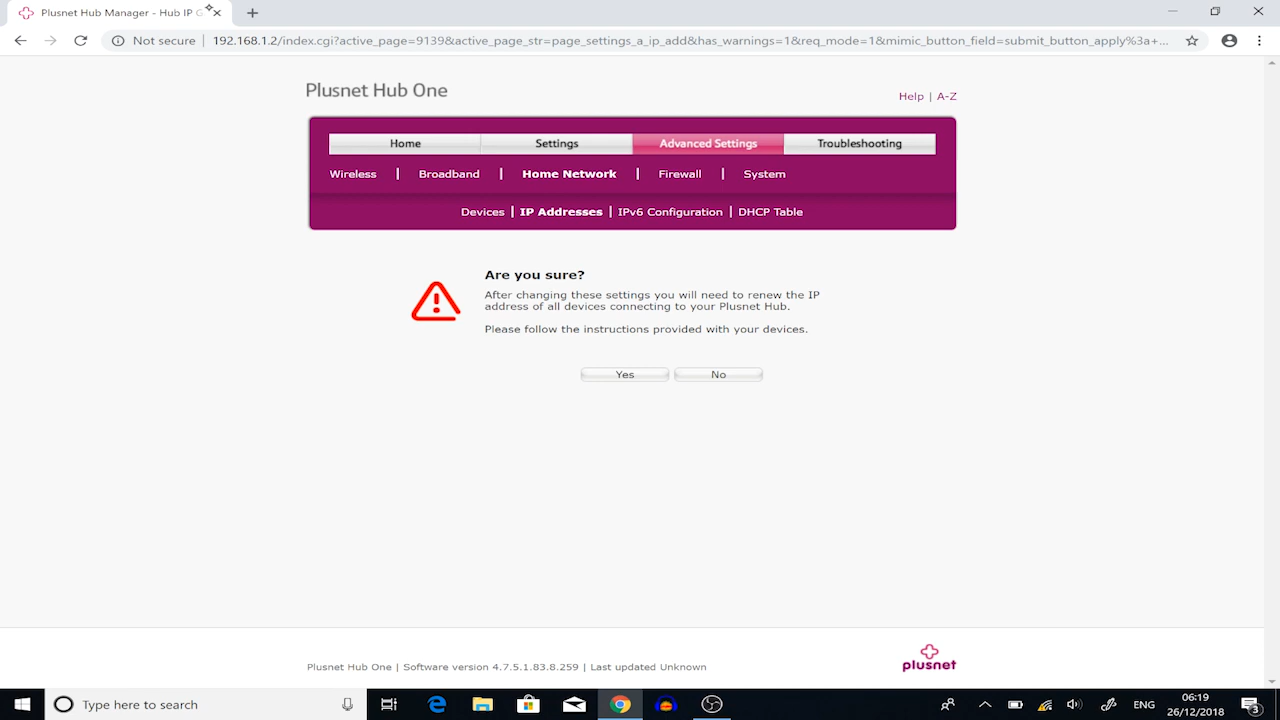 Plusnet Hub Manager - Hub IP G
Not secure | 192.168.1.2/index.cgi?active_page=9139&active_page_str=page_settings_a_ip_add&has_warnings=1&req_mode=1&mimic_button_field=submit_button_apply%3a+...
Plusnet Hub One
Help | A-Z
Home Settings Advanced Settings Troubleshooting
Wireless | Broadband | Home Network | Firewall | System
Devices | IP Addresses | IPv6 Configuration | DHCP Table
Are you sure?
After changing these settings you will need to renew the IP
address of all devices connecting to your Plusnet Hub.
Please follow the instructions provided with your devices.
Yes No
Plusnet Hub One | Software version 4.7.5.1.83.8.259 | Last updated Unknown
plusnet
Type here to search
ENG
06:19
26/12/2018
3